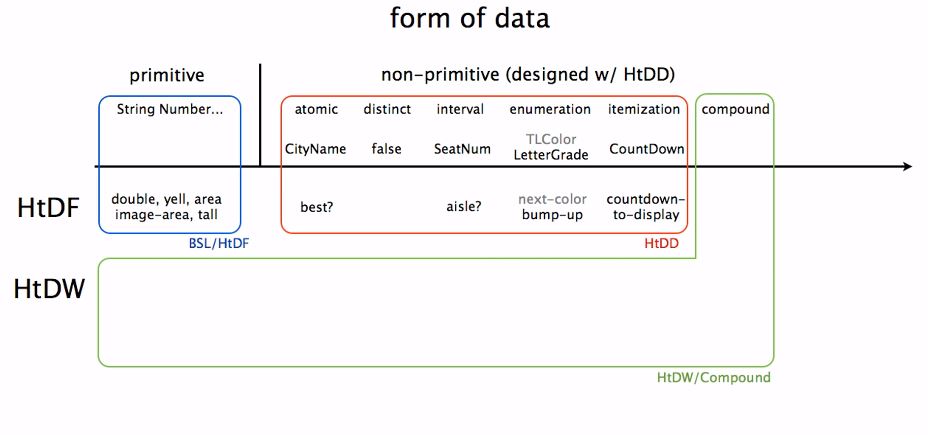 form of data
primitive
non-primitive (designed w/ HtDD)
String Number...
atomic
distinct
interval
enumeration
itemization
compound
CityName
false
SeatNum
TLColor
LetterGrade
CountDown
HtDF
double, yell, area
image-area, tall
best?
aisle?
next-color
bump-up
countdown-
to-display
BSL/HtDF
HtDD
HtDW
HtDW/Compound